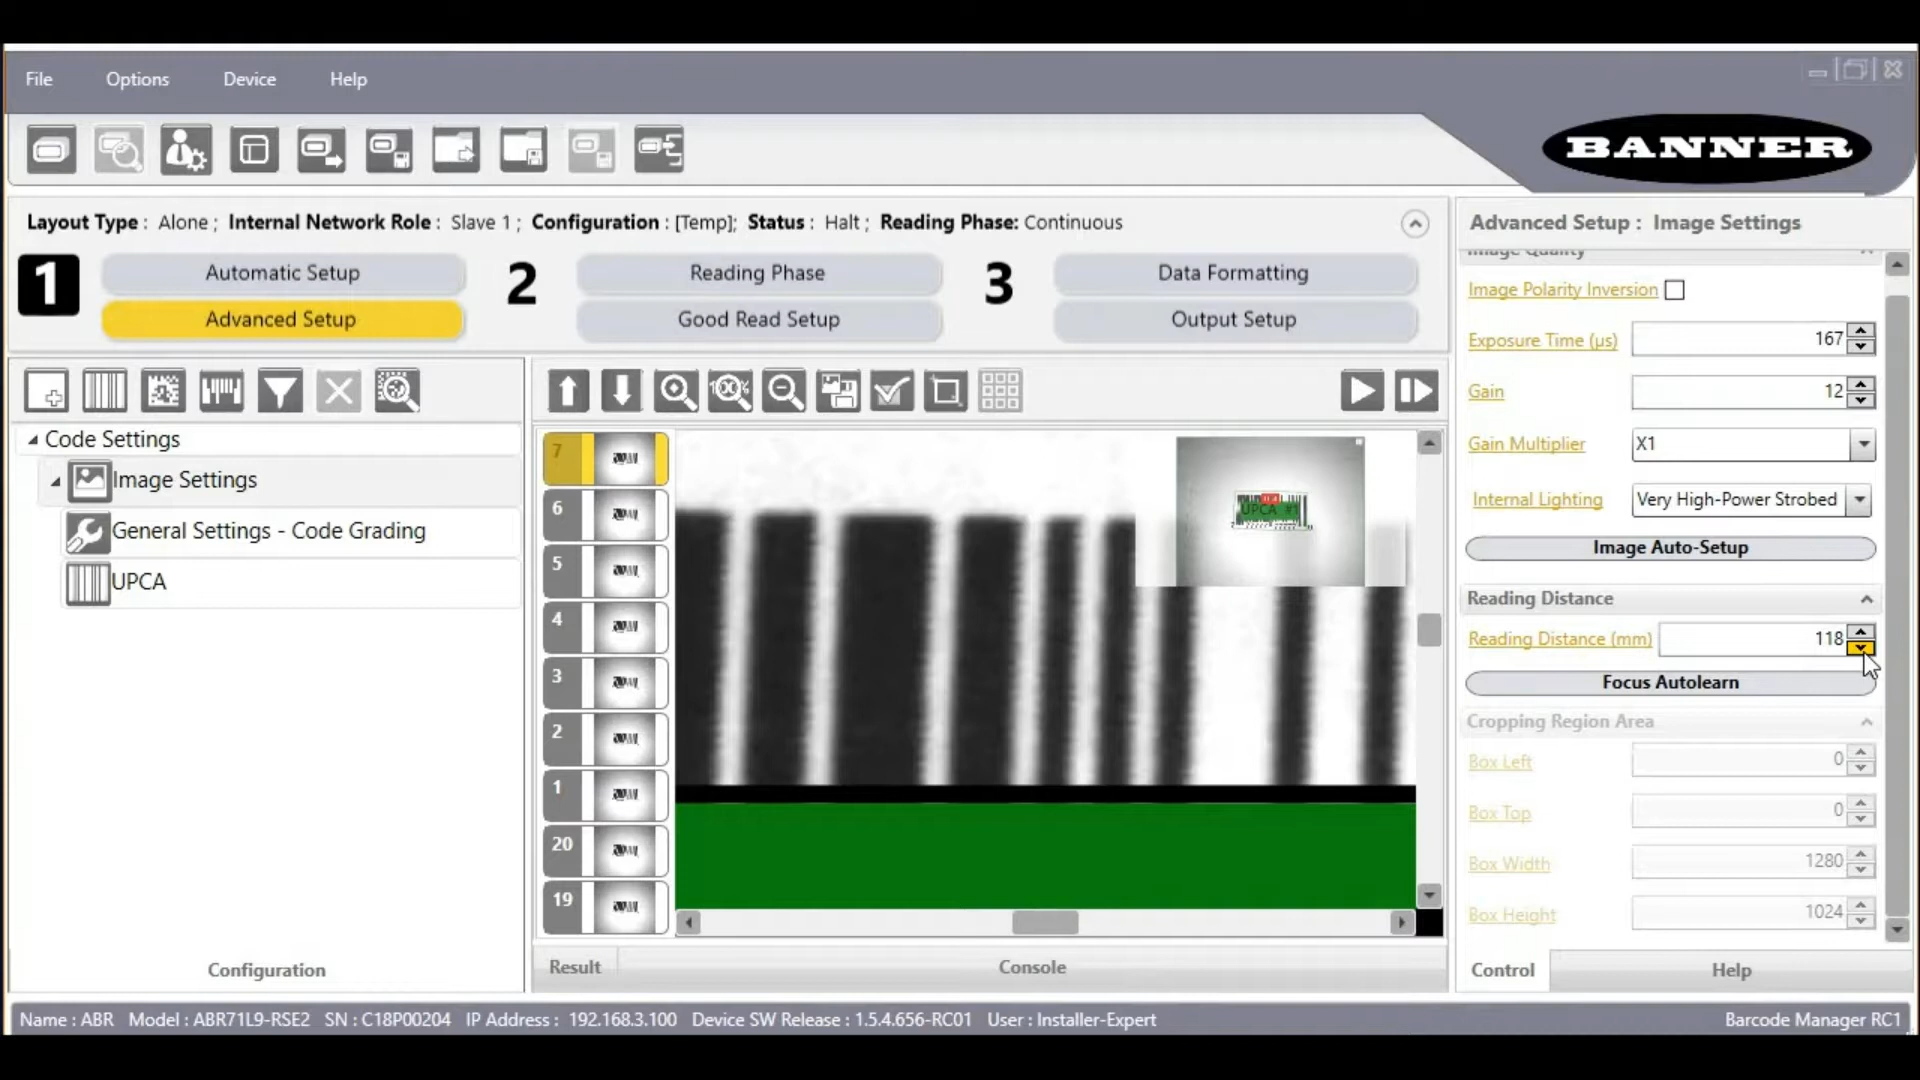 File Options Device Help
BANNER
Layout Type : Alone ; Internal Network Role : Slave 1 ; Configuration : [Temp]; Status : Halt ; Reading Phase: Continuous
1 Automatic Setup 2 Reading Phase 3 Data Formatting
Advanced Setup Good Read Setup Output Setup
100%
Code Settings
Image Settings
General Settings - Code Grading
UPCA
Configuration
7
6
5
4
3
2
1
20
19
UPCA #1
Result Console
Advanced Setup : Image Settings
Image Quality
Image Polarity Inversion
Exposure Time (µs) 167
Gain 12
Gain Multiplier X1
Internal Lighting Very High-Power Strobed
Image Auto-Setup
Reading Distance
Reading Distance (mm) 118
Focus Autolearn
Cropping Region Area
Box Left 0
Box Top 0
Box Width 1280
Box Height 1024
Control Help
Name : ABR Model : ABR71L9-RSE2 SN : C18P00204 IP Address : 192.168.3.100 Device SW Release : 1.5.4.656-RC01 User : Installer-Expert Barcode Manager RC1